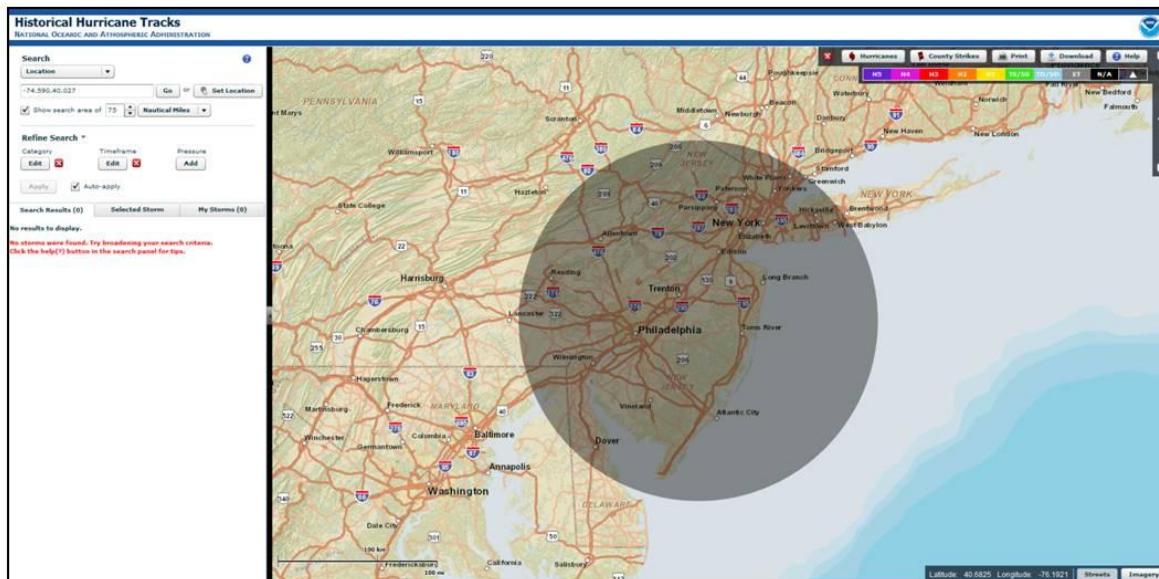 Historical Hurricane Tracks
NATIONAL OCEANIC AND ATMOSPHERIC ADMINISTRATION
Search
Location
-74.590,40.027
Go or Set Location
Show search area of 75 Nautical Miles
Refine Search
Category Timeframe Pressure
Edit Edit Add
Apply Auto-apply
Search Results (0) Selected Storm My Storms (0)
No results to display.
No storms were found. Try broadening your search criteria.
Click the help(?) button in the search panel for tips.
Hurricanes County Strikes Print Download Help
H5 H4 H3 H2 H1 TS/SS TD/SD ET N/A
Poughkeepsie
Waterbury
Norwich
New Bedford
Falmouth
PENNSYLVANIA
Scranton
Middletown
Newburgh
Beacon
Danbury
New Haven
New London
Williamsport
Bridgeport
Stamford
Greenwich
White Plains
Yonkers
NEW JERSEY
Paterson
Parsippany
Hazleton
State College
NEW YORK
Hicksville
Brentwood
Levittown
West Babylon
New York
Elizabeth
Edison
Allentown
Reading
Harrisburg
Trenton
Long Branch
Lancaster
Philadelphia
Toms River
Chambersburg
Wilmington
NEW JERSEY
Hagerstown
Martinsburg
Frederick
MARYLAND
Vineland
Atlantic City
Winchester
Germantown
Columbia
Baltimore
Dover
Annapolis
Washington
DELAWARE
Dale City
Fredericksburg
California
Salisbury
100 km
100 mi
Latitude: 40.6825 Longitude: -76.1921 Streets Imagery